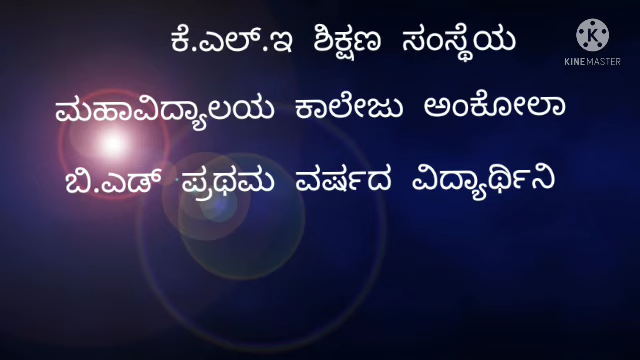 ಕೆ.ಎಲ್.ಇ ಶಿಕ್ಷಣ ಸಂಸ್ಥೆಯ
KINEMASTER
ಮಹಾವಿದ್ಯಾಲಯ ಕಾಲೇಜು ಅಂಕೋಲಾ
ಬಿ.ಎಡ್ ಪ್ರಥಮ ವರ್ಷದ ವಿದ್ಯಾರ್ಥಿನಿ